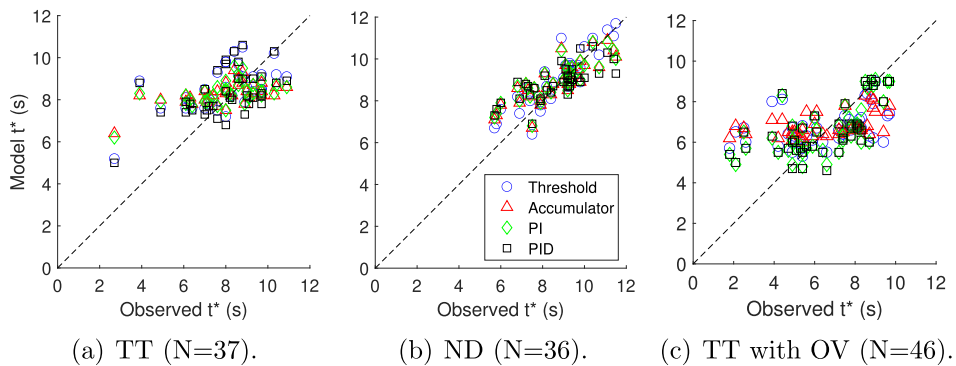 12
10
8
6
4
2
0
Model t* (s)
0 2 4 6 8 10 12
Observed t* (s)
(a) TT (N=37).
12
10
8
6
4
2
0
0 2 4 6 8 10 12
Observed t* (s)
Threshold
Accumulator
PI
PID
(b) ND (N=36).
12
10
8
6
4
2
0
0 2 4 6 8 10 12
Observed t* (s)
(c) TT with OV (N=46).